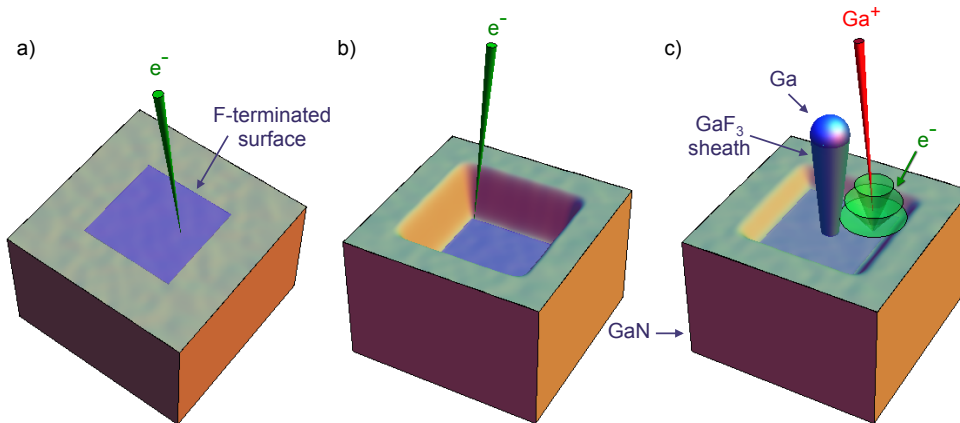 a)
e⁻
F-terminated
surface
b)
e⁻
c)
Ga⁺
Ga
GaF₃
sheath
e⁻
GaN